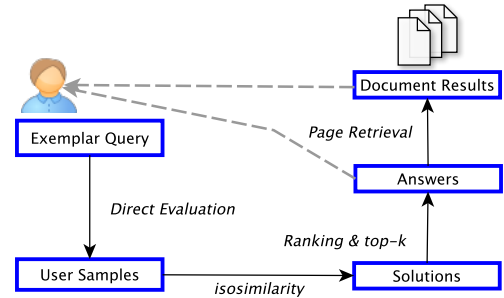 Document Results
Exemplar Query
Page Retrieval
Answers
Direct Evaluation
Ranking & top-k
User Samples
isosimilarity
Solutions